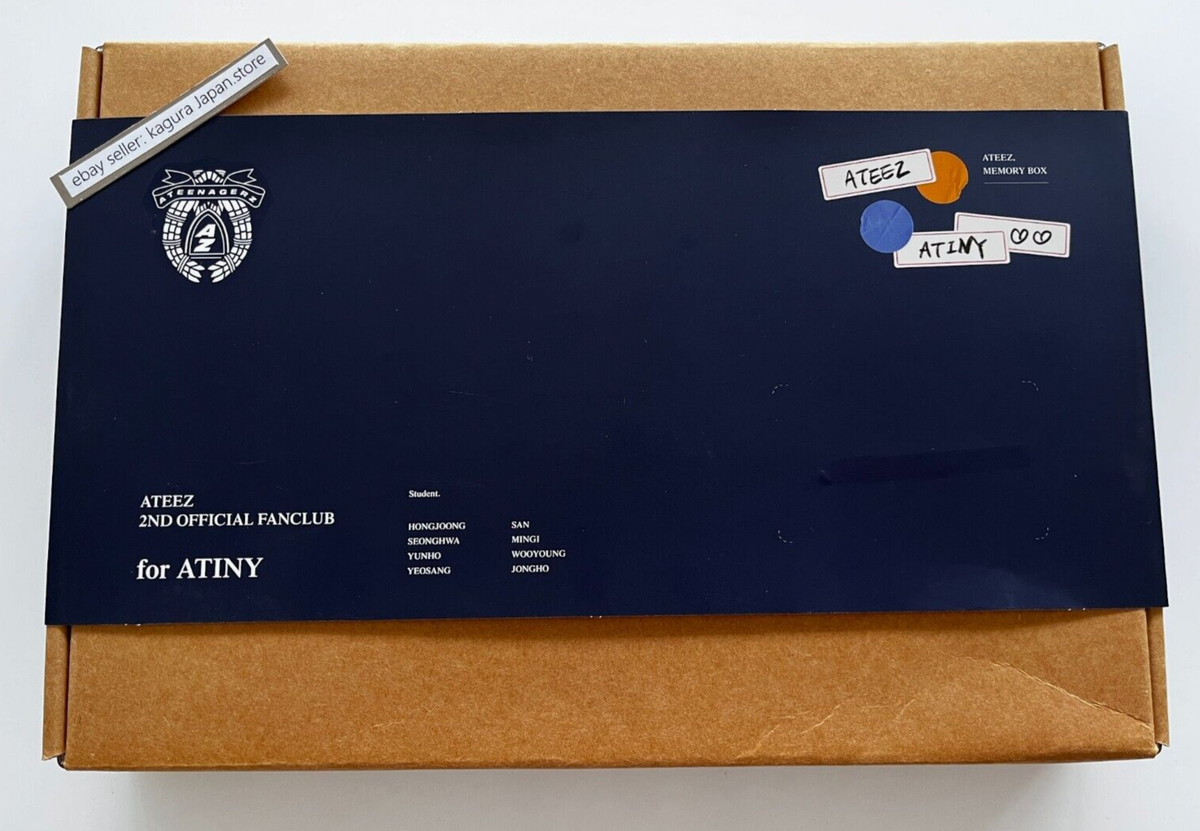 ebay seller: kagura Japan.store
ATEENAGERS
AZ
ATEEZ
ATINY
ATEEZ,
MEMORY BOX
ATEEZ
2ND OFFICIAL FANCLUB
for ATINY
Student.
HONGJOONG
SEONGHWA
YUNHO
YEOSANG
SAN
MINGI
WOOYOUNG
JONGHO